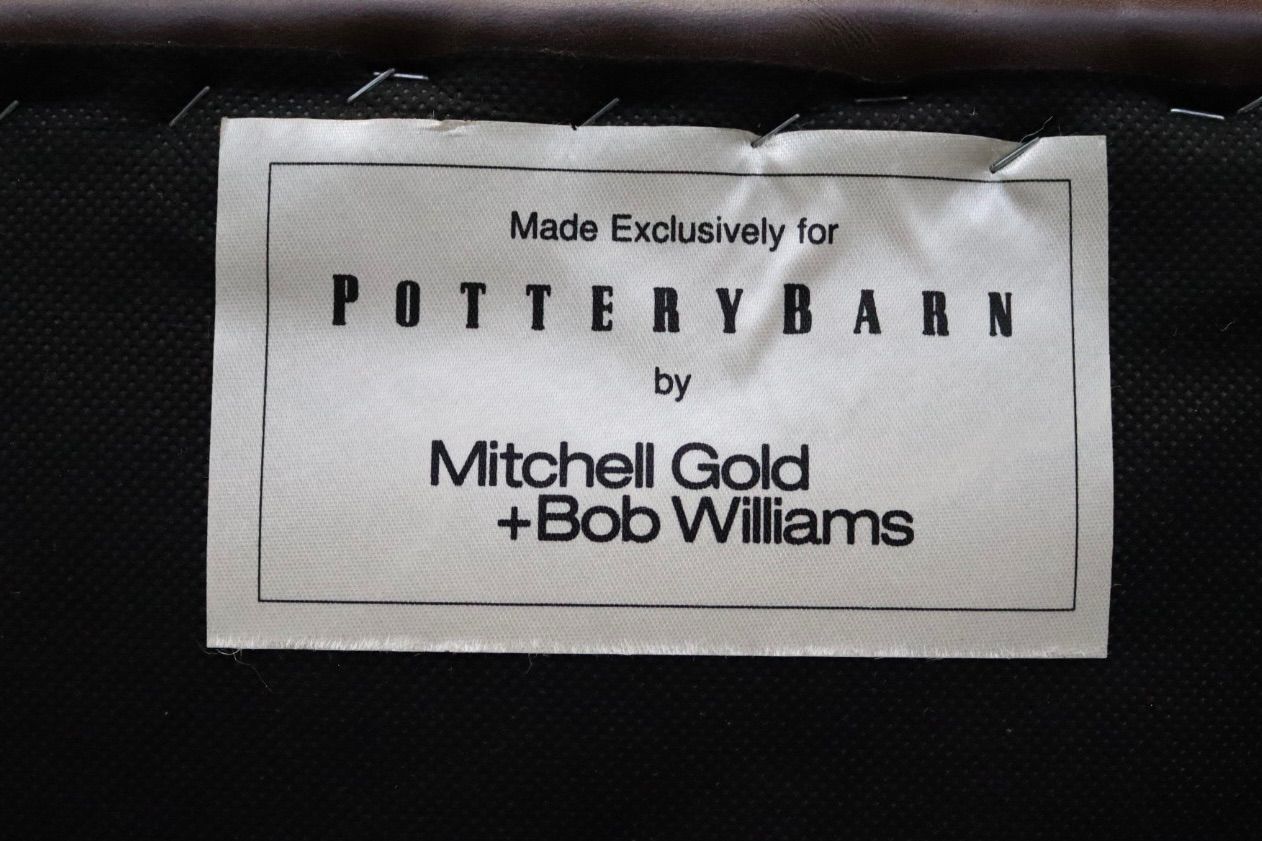 Made Exclusively for
POTTERYBARN
by
Mitchell Gold
+Bob Williams